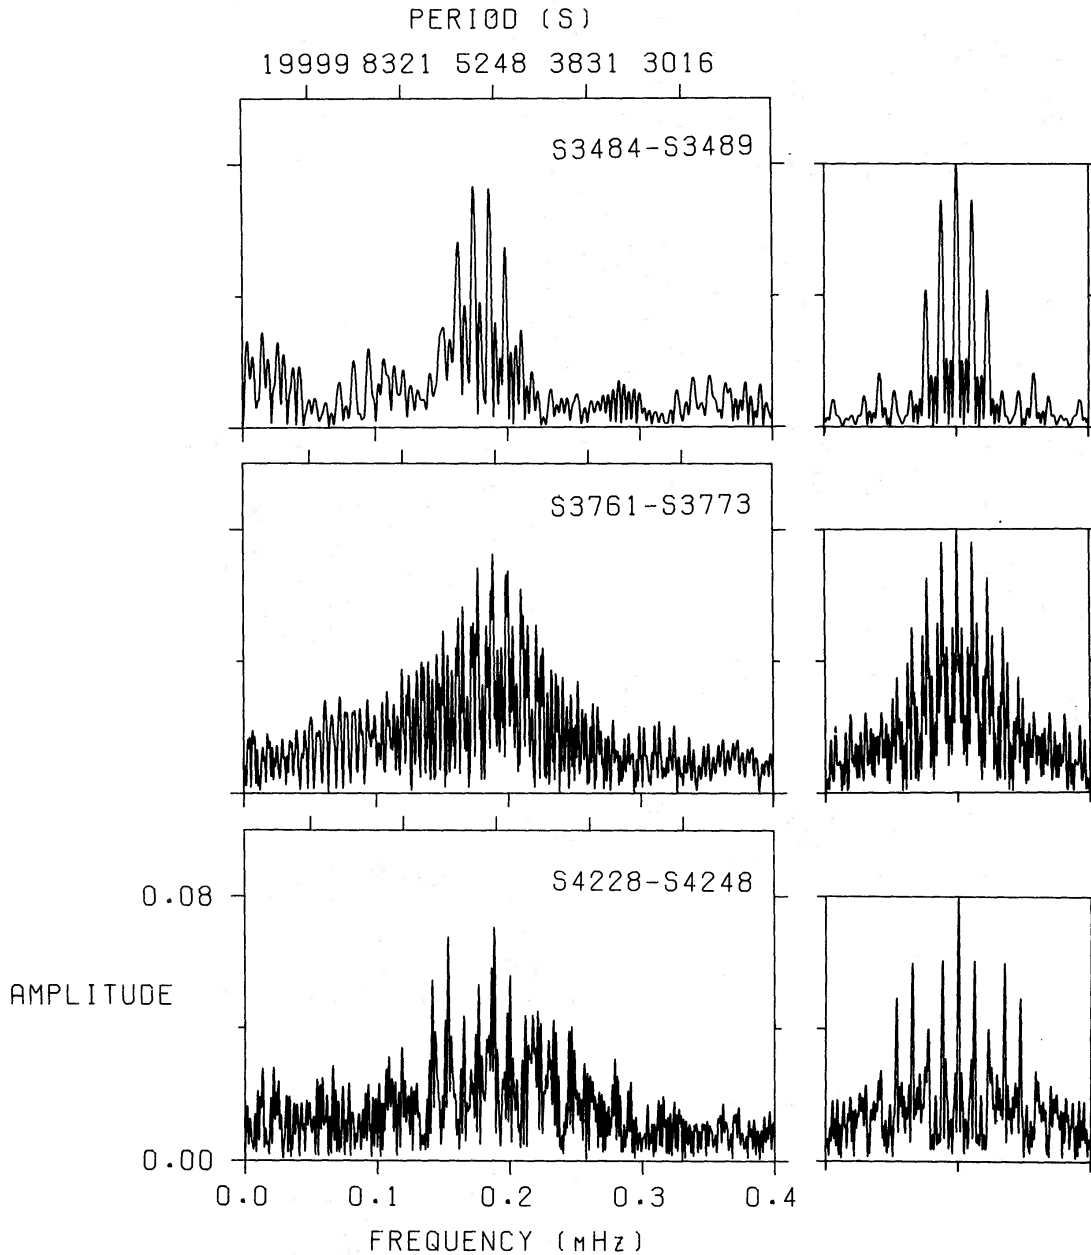 PERIOD (S)
19999 8321 5248 3831 3016
S3484-S3489
S3761-S3773
S4228-S4248
0.08
AMPLITUDE
0.00
0.0 0.1 0.2 0.3 0.4
FREQUENCY (mHz)